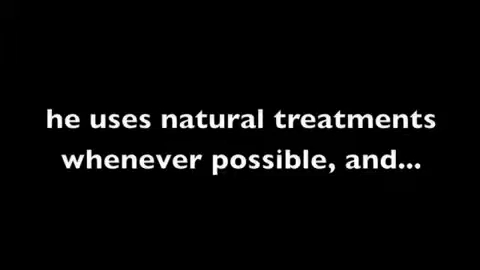 he uses natural treatments
whenever possible, and...